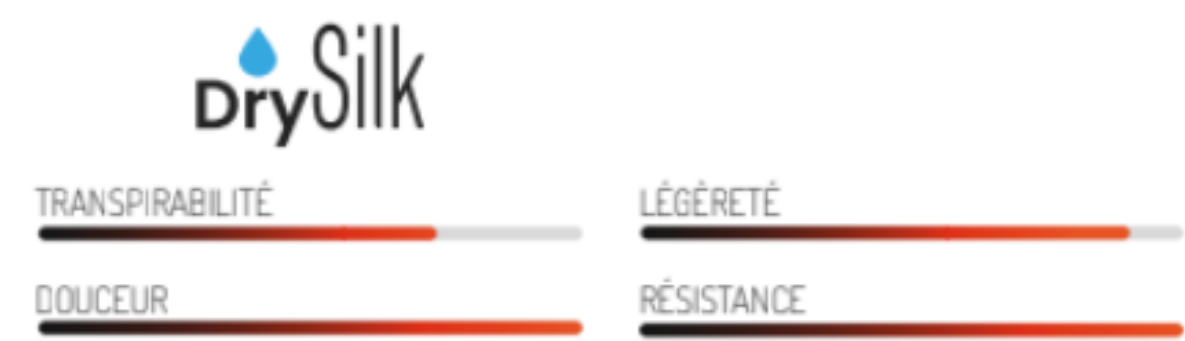 DrySilk
TRANSPIRABILITÉ
LÉGÈRETÉ
DOUCEUR
RÉSISTANCE